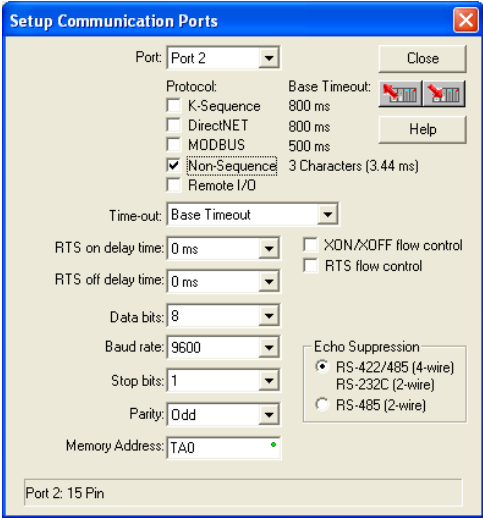 Setup Communication Ports
Port: Port 2
Close
Protocol: Base Timeout:
K-Sequence 800 ms
DirectNET 800 ms
Help
MODBUS 500 ms
Non-Sequence 3 Characters (3.44 ms)
Remote I/O
Time-out: Base Timeout
RTS on delay time: 0 ms
XON/XOFF flow control
RTS flow control
RTS off delay time: 0 ms
Data bits: 8
Baud rate: 9600
Echo Suppression
RS-422/485 (4-wire)
RS-232C (2-wire)
Stop bits: 1
RS-485 (2-wire)
Parity: Odd
Memory Address: TA0
Port 2: 15 Pin